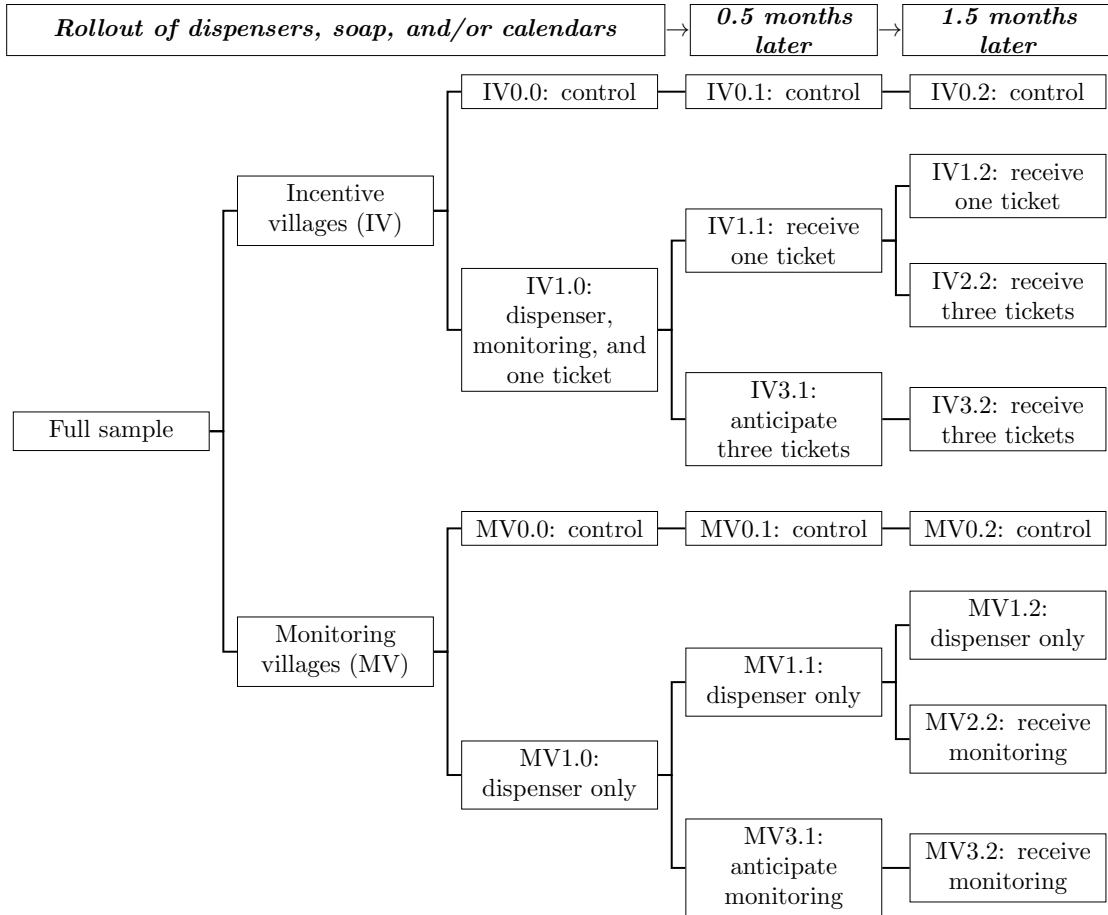 Rollout of dispensers, soap, and/or calendars
→
0.5 months
later
→
1.5 months
later
IV0.0: control
IV0.1: control
IV0.2: control
Incentive
villages (IV)
IV1.0:
dispenser,
monitoring, and
one ticket
IV1.1: receive
one ticket
IV1.2: receive
one ticket
IV2.2: receive
three tickets
IV3.1:
anticipate
three tickets
IV3.2: receive
three tickets
Full sample
MV0.0: control
MV0.1: control
MV0.2: control
Monitoring
villages (MV)
MV1.0:
dispenser only
MV1.1:
dispenser only
MV1.2:
dispenser only
MV2.2: receive
monitoring
MV3.1:
anticipate
monitoring
MV3.2: receive
monitoring